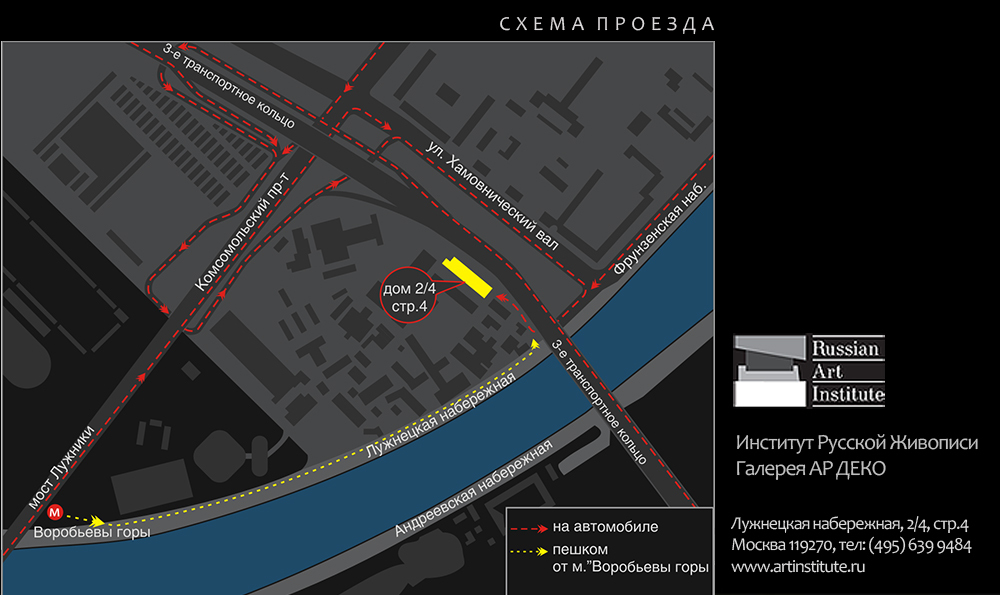 СХЕМА ПРОЕЗДА
3-е транспортное кольцо
ул. Хамовнический вал
Комсомольский пр-т
Фрунзенская наб.
дом 2/4
стр.4
3-е транспортное кольцо
Лужнецкая набережная
мост Лужники
Андреевская набережная
М
Воробьевы горы
на автомобиле
пешком
от м."Воробьевы горы
Russian
Art
Institute
Институт Русской Живописи
Галерея АР ДЕКО
Лужнецкая набережная, 2/4, стр.4
Москва 119270, тел: (495) 639 9484
www.artinstitute.ru